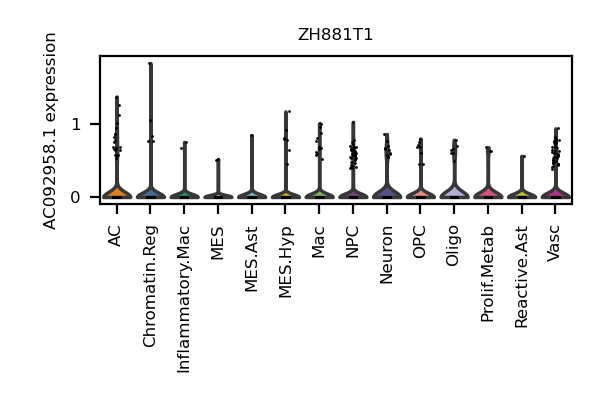 ZH881T1
AC092958.1 expression
1
0
AC
Chromatin.Reg
Inflammatory.Mac
MES
MES.Ast
MES.Hyp
Mac
NPC
Neuron
OPC
Oligo
Prolif.Metab
Reactive.Ast
Vasc